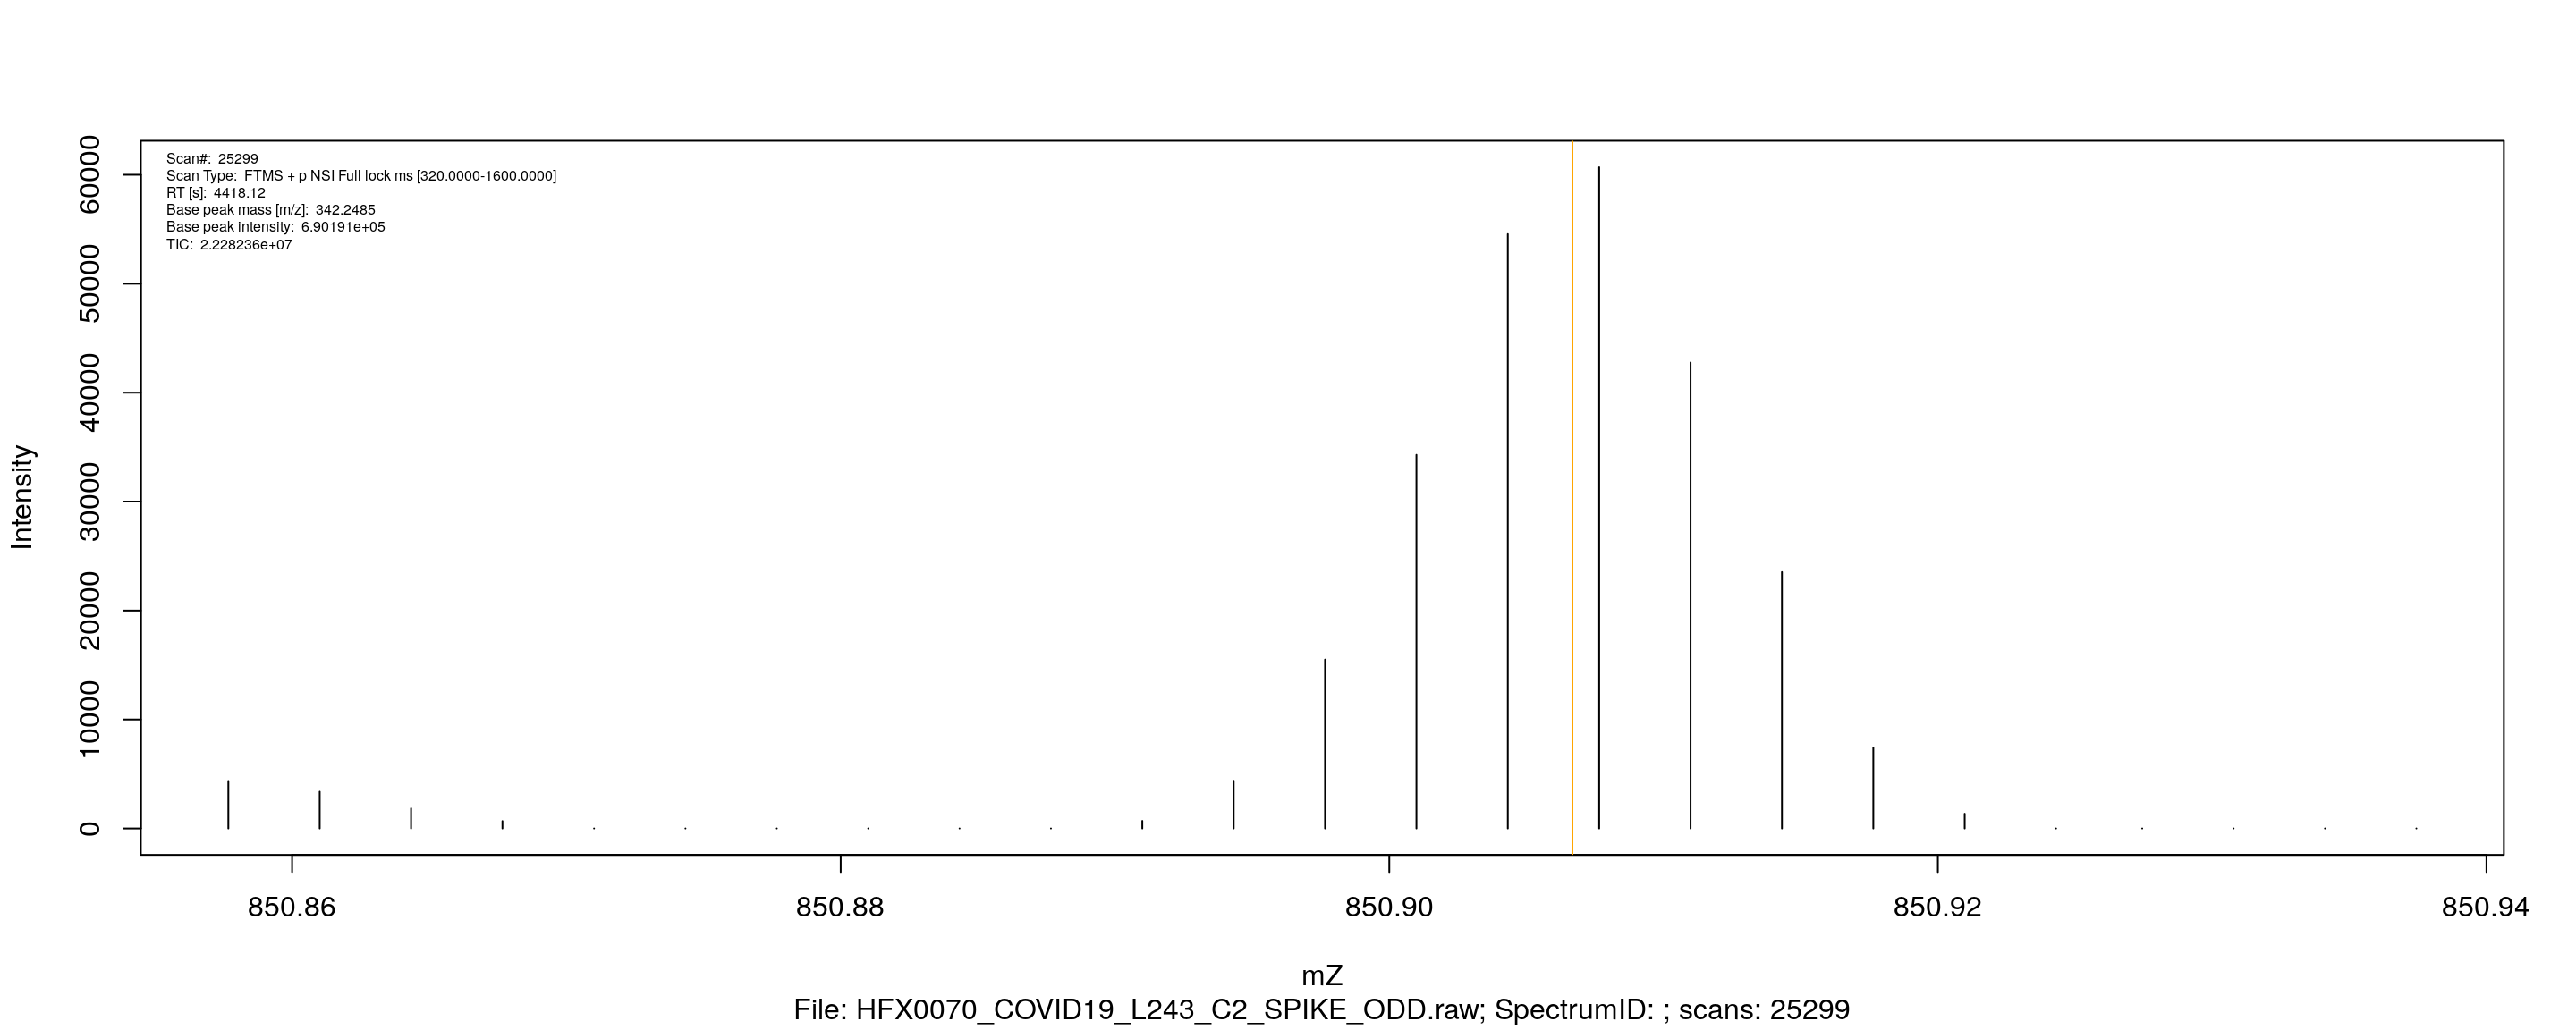 Scan#: 25299
Scan Type: FTMS + p NSI Full lock ms [320.0000-1600.0000]
RT [s]: 4418.12
Base peak mass [m/z]: 342.2485
Base peak intensity: 6.90191e+05
TIC: 2.228236e+07
Intensity
60000
50000
40000
30000
20000
10000
0
850.86 850.88 850.90 850.92 850.94
mZ
File: HFX0070_COVID19_L243_C2_SPIKE_ODD.raw; SpectrumID: ; scans: 25299